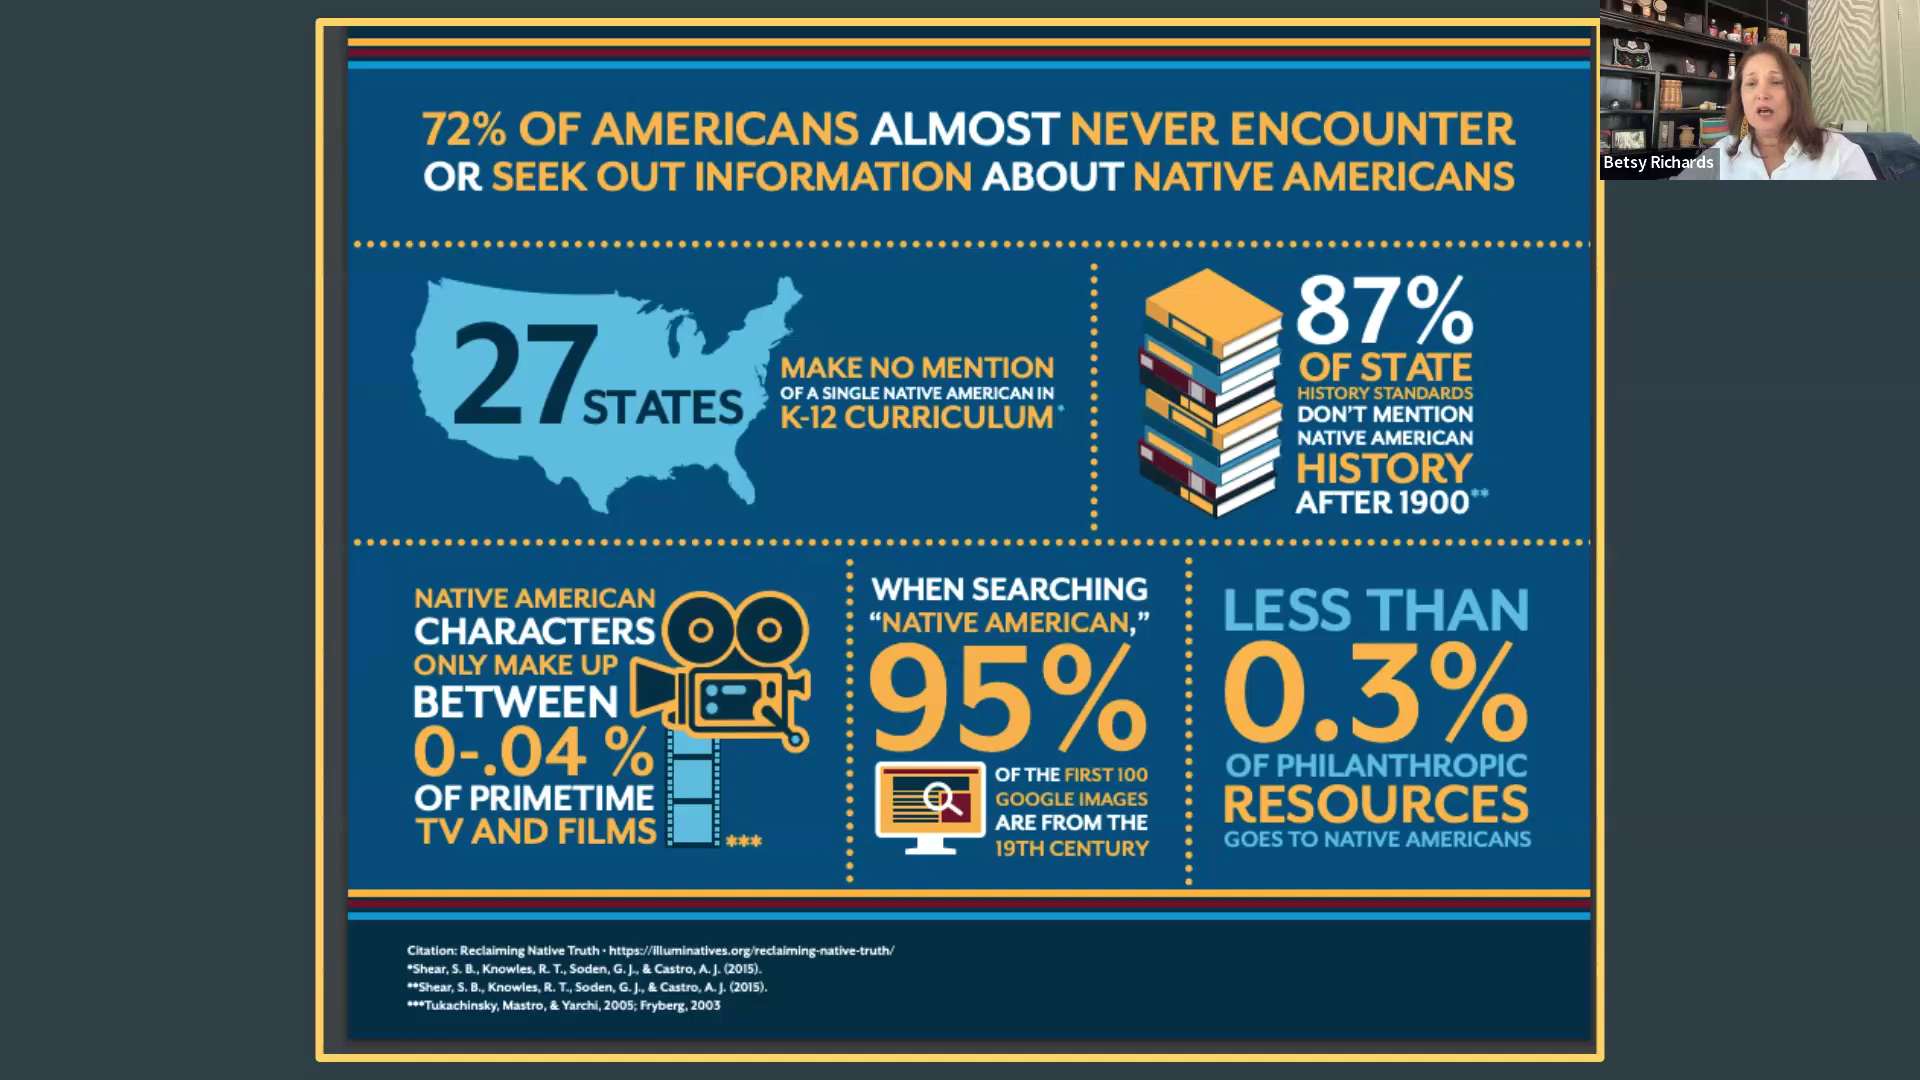 72% OF AMERICANS ALMOST NEVER ENCOUNTER
OR SEEK OUT INFORMATION ABOUT NATIVE AMERICANS
27 STATES
MAKE NO MENTION
OF A SINGLE NATIVE AMERICAN IN
K-12 CURRICULUM*
87%
OF STATE
HISTORY STANDARDS
DON'T MENTION
NATIVE AMERICAN
HISTORY
AFTER 1900**
NATIVE AMERICAN
CHARACTERS
ONLY MAKE UP
BETWEEN
0-.04 %
OF PRIMETIME
TV AND FILMS
***
WHEN SEARCHING
“NATIVE AMERICAN,”
95%
OF THE FIRST 100
GOOGLE IMAGES
ARE FROM THE
19TH CENTURY
LESS THAN
0.3%
OF PHILANTHROPIC
RESOURCES
GOES TO NATIVE AMERICANS
Citation: Reclaiming Native Truth • https://illuminatives.org/reclaiming-native-truth/
*Shear, S. B., Knowles, R. T., Soden, G. J., & Castro, A. J. (2015).
**Shear, S. B., Knowles, R. T., Soden, G. J., & Castro, A. J. (2015).
***Tukachinsky, Mastro, & Yarchi, 2005; Fryberg, 2003
Betsy Richards